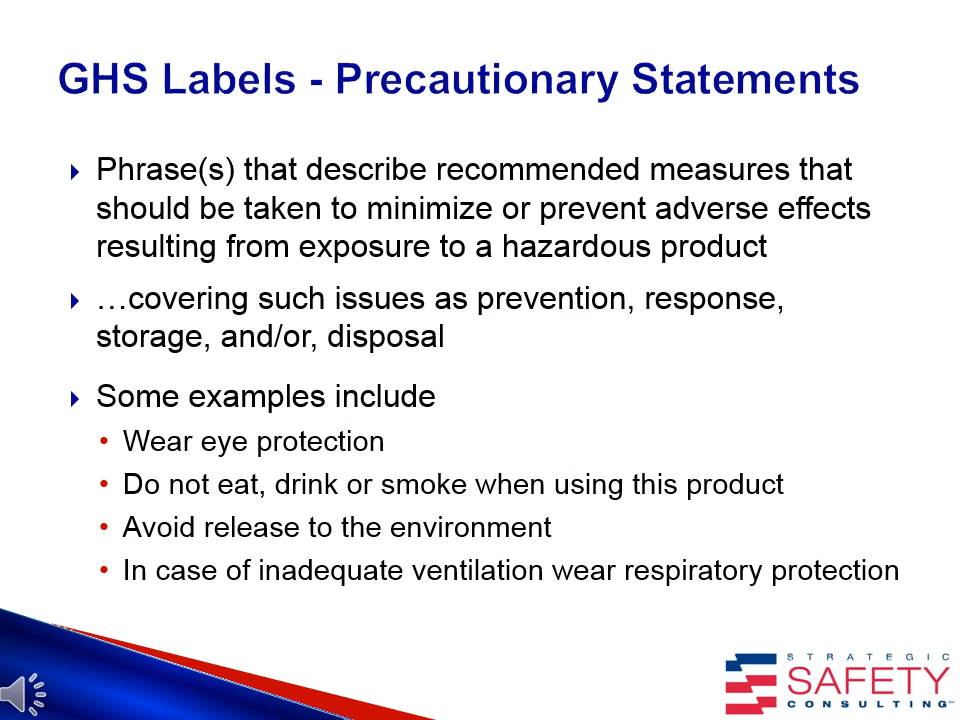 GHS Labels - Precautionary Statements
Phrase(s) that describe recommended measures that
should be taken to minimize or prevent adverse effects
resulting from exposure to a hazardous product
…covering such issues as prevention, response,
storage, and/or, disposal
Some examples include
Wear eye protection
Do not eat, drink or smoke when using this product
Avoid release to the environment
In case of inadequate ventilation wear respiratory protection
STRATEGIC
SAFETY
CONSULTING℠